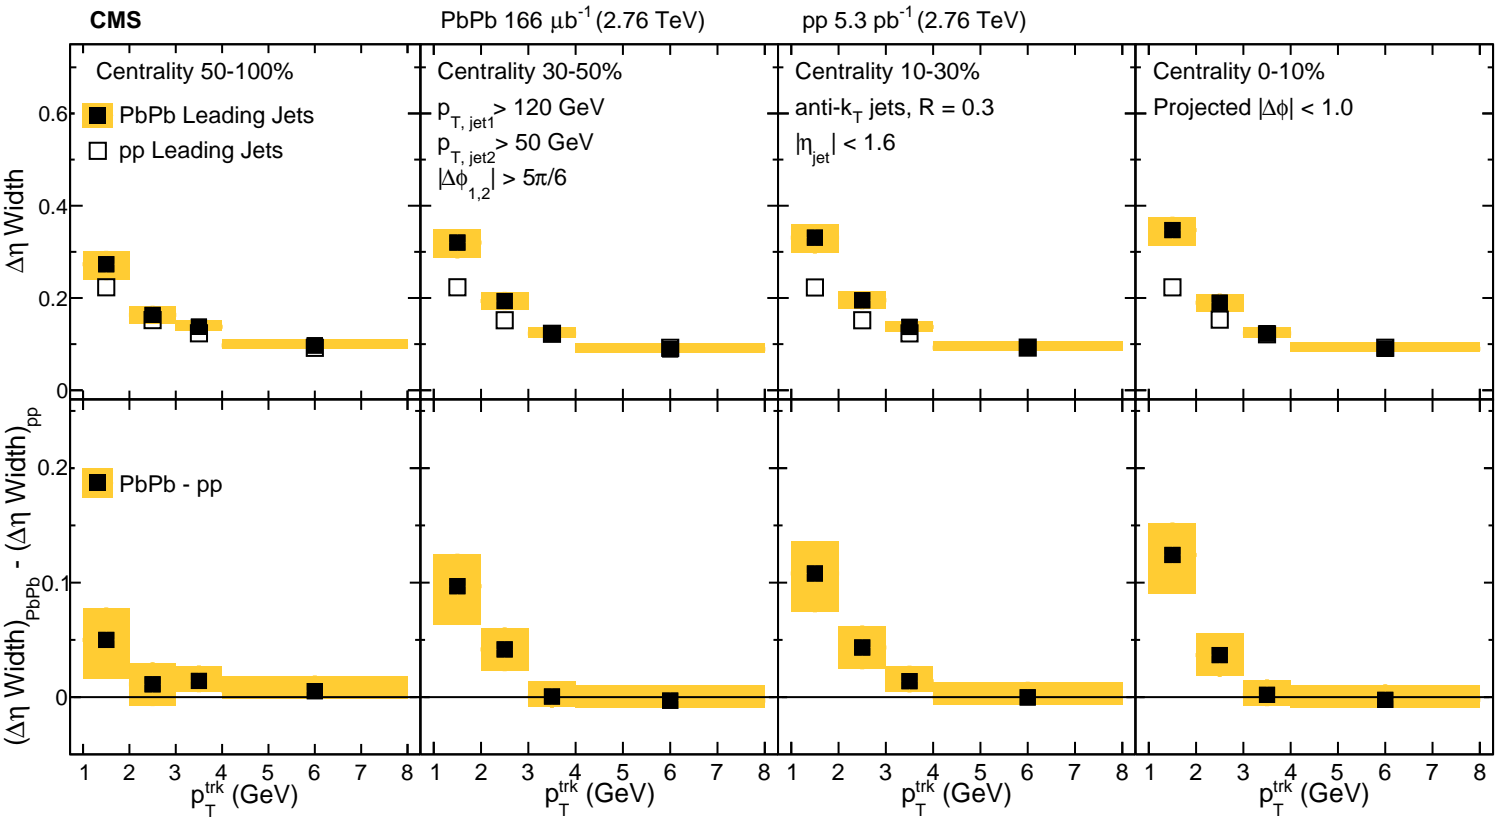 CMS PbPb 166 μb⁻¹ (2.76 TeV) pp 5.3 pb⁻¹ (2.76 TeV)
Centrality 50-100%
PbPb Leading Jets
pp Leading Jets
Centrality 30-50%
p_T, jet1 > 120 GeV
p_T, jet2 > 50 GeV
|Δϕ_1,2| > 5π/6
Centrality 10-30%
anti-k_T jets, R = 0.3
|η_jet| < 1.6
Centrality 0-10%
Projected |Δϕ| < 1.0
Δη Width
0.6
0.4
0.2
0
PbPb - pp
(Δη Width)_PbPb - (Δη Width)_pp
0.2
0.1
0
1 2 3 4 5 6 7 8 1 2 3 4 5 6 7 8 1 2 3 4 5 6 7 8 1 2 3 4 5 6 7 8
p_T^trk (GeV) p_T^trk (GeV) p_T^trk (GeV) p_T^trk (GeV)